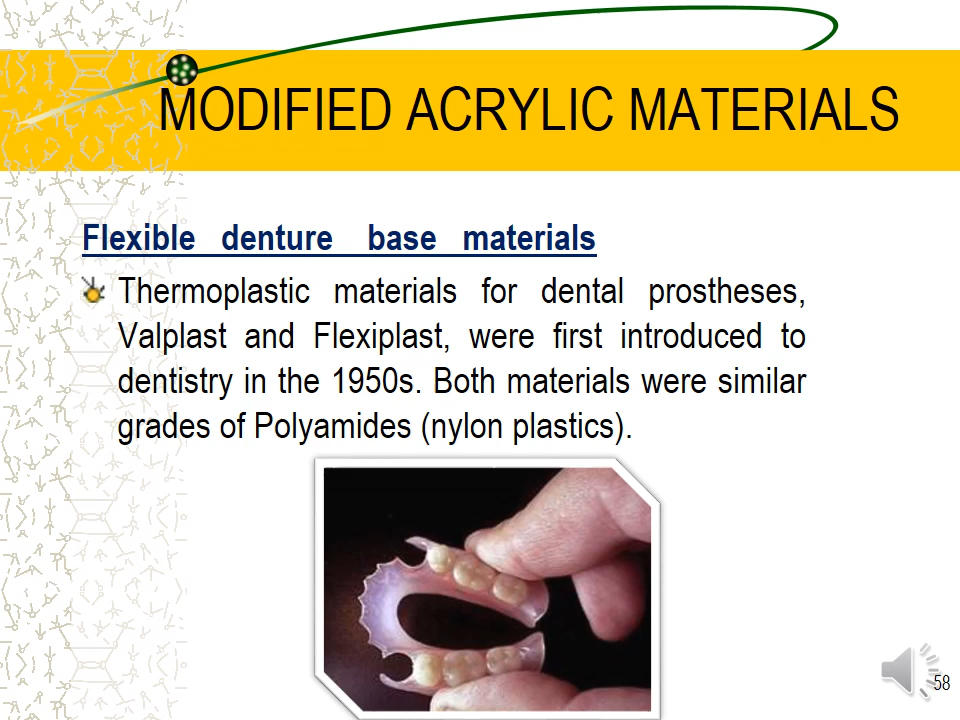 MODIFIED ACRYLIC MATERIALS
Flexible denture base materials
Thermoplastic materials for dental prostheses,
Valplast and Flexiplast, were first introduced to
dentistry in the 1950s. Both materials were similar
grades of Polyamides (nylon plastics).
58